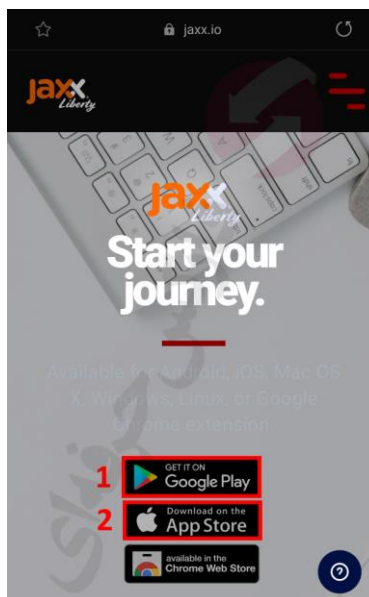 jaxx.io
jaxx
Liberty
jaxx
Liberty
Start your
journey.
Available for Android, iOS, Mac OS
X, Windows, Linux, or Google
Chrome extension
1
GET IT ON
Google Play
2
Download on the
App Store
available in the
Chrome Web Store
?